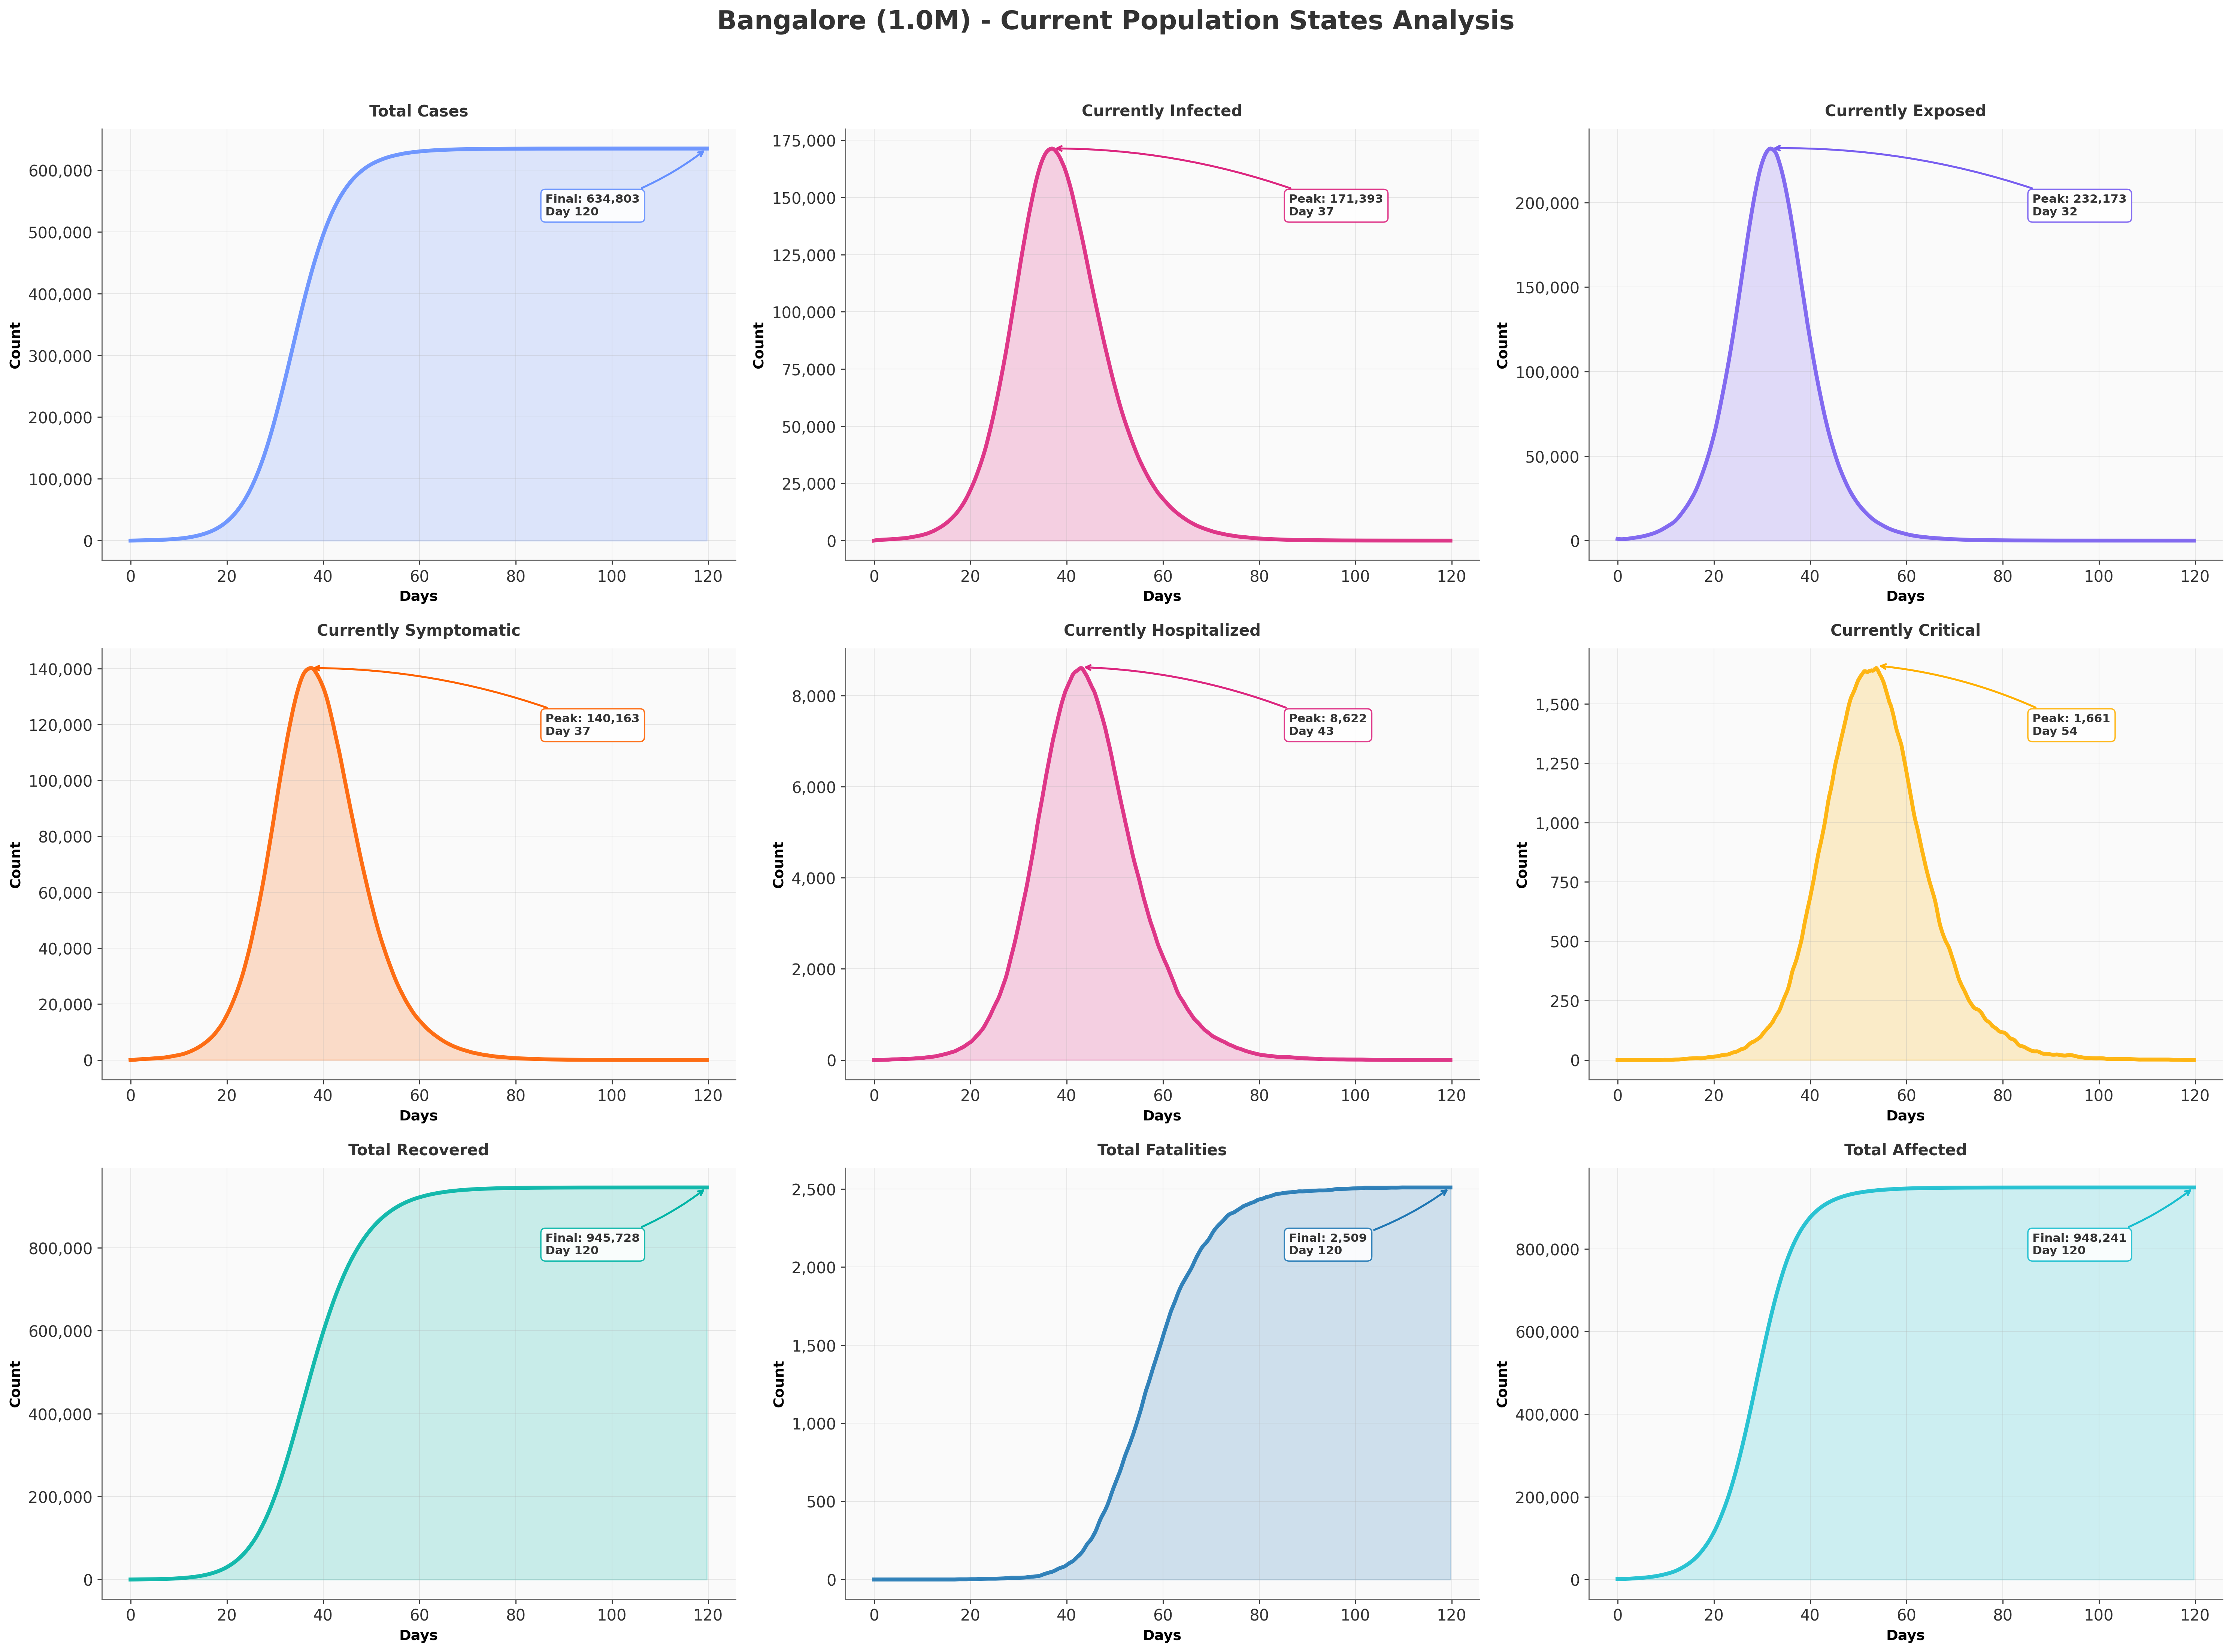 Bangalore (1.0M) - Current Population States Analysis
Total Cases
Count
600,000
500,000
400,000
300,000
200,000
100,000
0
Final: 634,803
Day 120
0 20 40 60 80 100 120
Days
Currently Infected
Count
175,000
150,000
125,000
100,000
75,000
50,000
25,000
0
Peak: 171,393
Day 37
0 20 40 60 80 100 120
Days
Currently Exposed
Count
200,000
150,000
100,000
50,000
0
Peak: 232,173
Day 32
0 20 40 60 80 100 120
Days
Currently Symptomatic
Count
140,000
120,000
100,000
80,000
60,000
40,000
20,000
0
Peak: 140,163
Day 37
0 20 40 60 80 100 120
Days
Currently Hospitalized
Count
8,000
6,000
4,000
2,000
0
Peak: 8,622
Day 43
0 20 40 60 80 100 120
Days
Currently Critical
Count
1,500
1,250
1,000
750
500
250
0
Peak: 1,661
Day 54
0 20 40 60 80 100 120
Days
Total Recovered
Count
800,000
600,000
400,000
200,000
0
Final: 945,728
Day 120
0 20 40 60 80 100 120
Days
Total Fatalities
Count
2,500
2,000
1,500
1,000
500
0
Final: 2,509
Day 120
0 20 40 60 80 100 120
Days
Total Affected
Count
800,000
600,000
400,000
200,000
0
Final: 948,241
Day 120
0 20 40 60 80 100 120
Days